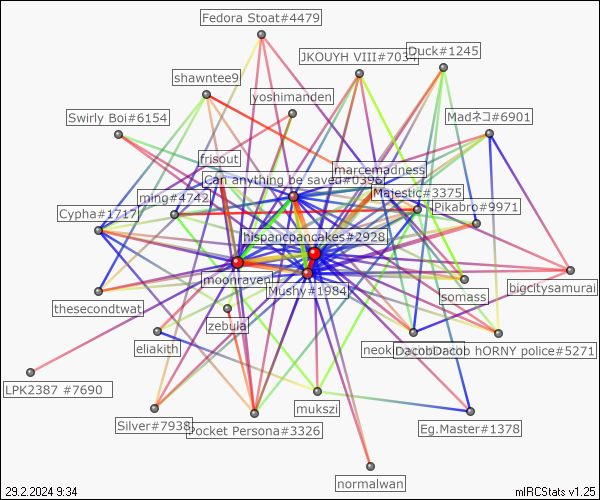 Fedora Stoat#4479
JKOUYH VIII#7034
Duck#1245
shawntee9
yoshimanden
Swirly Boi#6154
Madネコ#6901
frisout
marcemadness
Can anything be saved#0396
ming#4742
Majestic#3375
Cypha#1717
Pikabro#9971
hispancpancakes#2928
moonraven
Mushy#1984
somass
bigcitysamurai
thesecondtwat
zebula
eliakith
DacobDacob hORNY police#5271
LPK2387 #7690
mukszi
Silver#7938
Pocket Persona#3326
Eg.Master#1378
normalwan
29.2.2024 9:34
mIRCStats v1.25